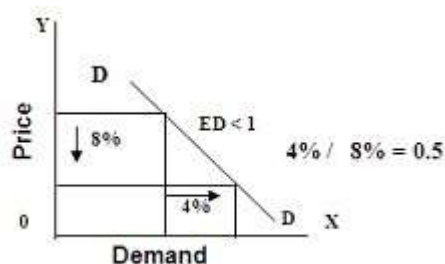 Y
D
ED < 1
8%
4% / 8% = 0.5
Price
4%
0
D
X
Demand